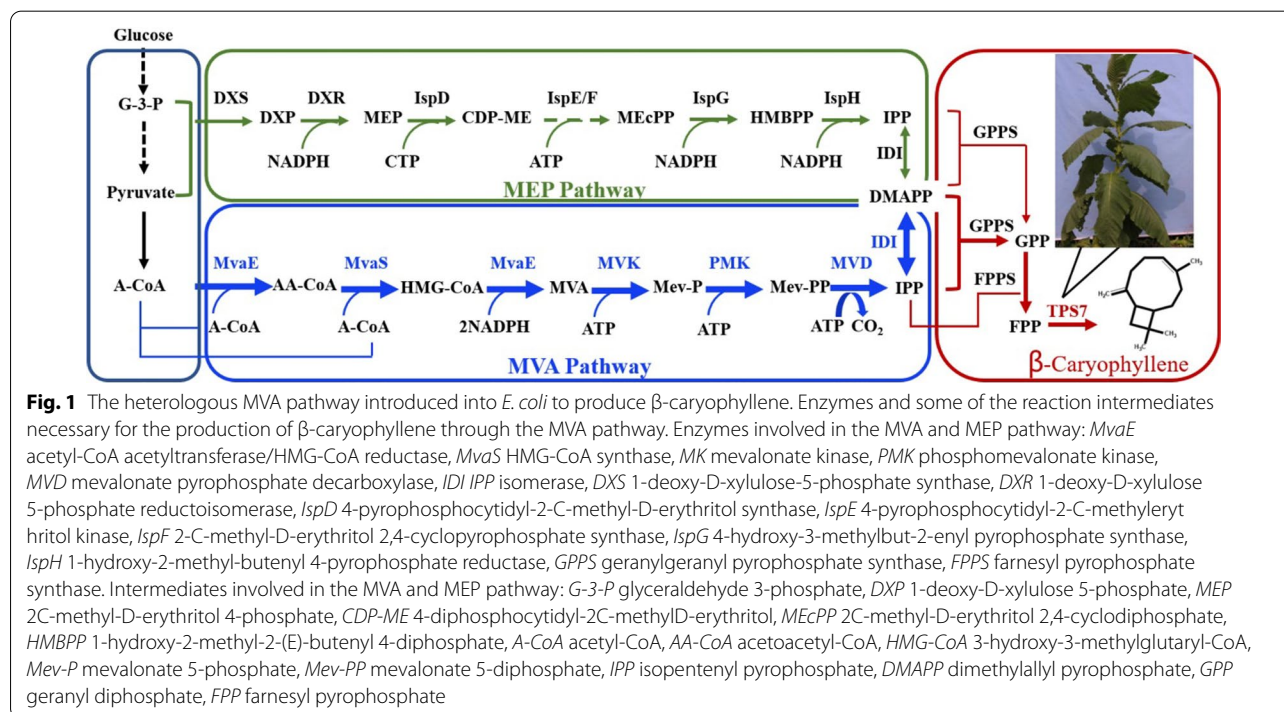 Glucose
G-3-P
Pyruvate
A-CoA
DXS DXR IspD IspE/F IspG IspH
DXP MEP CDP-ME MEcPP HMBPP IPP
NADPH CTP ATP NADPH NADPH
IDI
MEP Pathway
DMAPP
IDI
MvaE MvaS MvaE MVK PMK MVD
AA-CoA HMG-CoA MVA Mev-P Mev-PP IPP
A-CoA A-CoA 2NADPH ATP ATP ATP CO2
MVA Pathway
GPPS
GPPS
GPP
FPPS
FPP
TPS7
CH3
H2C
CH3
H3C
β-Caryophyllene
Fig. 1 The heterologous MVA pathway introduced into E. coli to produce β-caryophyllene. Enzymes and some of the reaction intermediates
necessary for the production of β-caryophyllene through the MVA pathway. Enzymes involved in the MVA and MEP pathway: MvaE
acetyl-CoA acetyltransferase/HMG-CoA reductase, MvaS HMG-CoA synthase, MK mevalonate kinase, PMK phosphomevalonate kinase,
MVD mevalonate pyrophosphate decarboxylase, IDI IPP isomerase, DXS 1-deoxy-D-xylulose-5-phosphate synthase, DXR 1-deoxy-D-xylulose
5-phosphate reductoisomerase, IspD 4-pyrophosphocytidyl-2-C-methyl-D-erythritol synthase, IspE 4-pyrophosphocytidyl-2-C-methyleryt
hritol kinase, IspF 2-C-methyl-D-erythritol 2,4-cyclopyrophosphate synthase, IspG 4-hydroxy-3-methylbut-2-enyl pyrophosphate synthase,
IspH 1-hydroxy-2-methyl-butenyl 4-pyrophosphate reductase, GPPS geranylgeranyl pyrophosphate synthase, FPPS farnesyl pyrophosphate
synthase. Intermediates involved in the MVA and MEP pathway: G-3-P glyceraldehyde 3-phosphate, DXP 1-deoxy-D-xylulose 5-phosphate, MEP
2C-methyl-D-erythritol 4-phosphate, CDP-ME 4-diphosphocytidyl-2C-methylD-erythritol, MEcPP 2C-methyl-D-erythritol 2,4-cyclodiphosphate,
HMBPP 1-hydroxy-2-methyl-2-(E)-butenyl 4-diphosphate, A-CoA acetyl-CoA, AA-CoA acetoacetyl-CoA, HMG-CoA 3-hydroxy-3-methylglutaryl-CoA,
Mev-P mevalonate 5-phosphate, Mev-PP mevalonate 5-diphosphate, IPP isopentenyl pyrophosphate, DMAPP dimethylallyl pyrophosphate, GPP
geranyl diphosphate, FPP farnesyl pyrophosphate